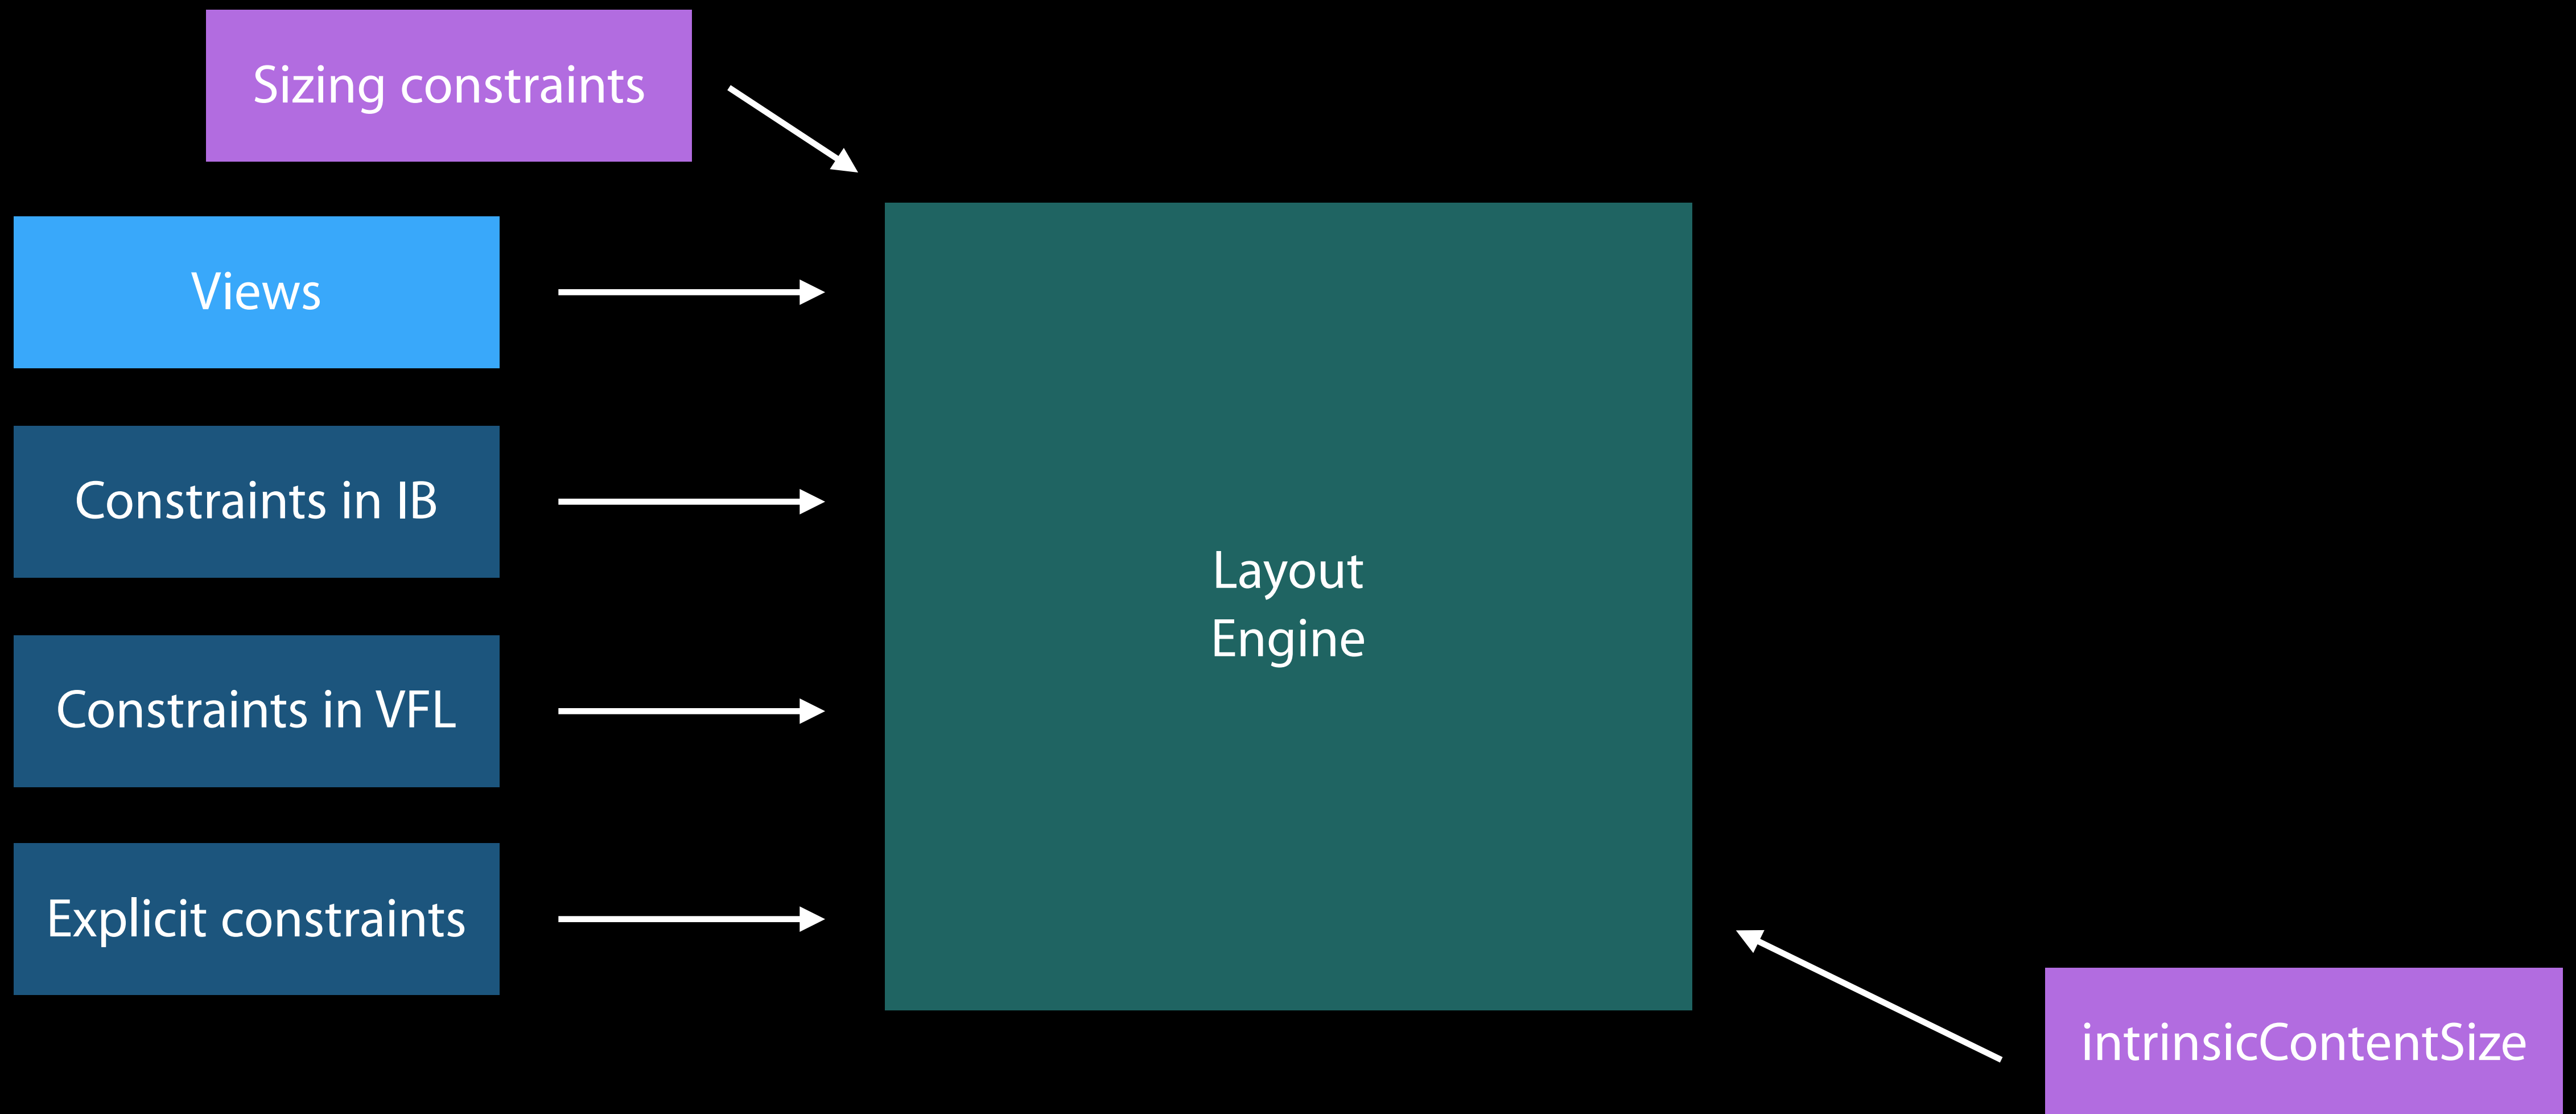 Sizing constraints
Views
Constraints in IB
Constraints in VFL
Explicit constraints
Layout
Engine
intrinsicContentSize